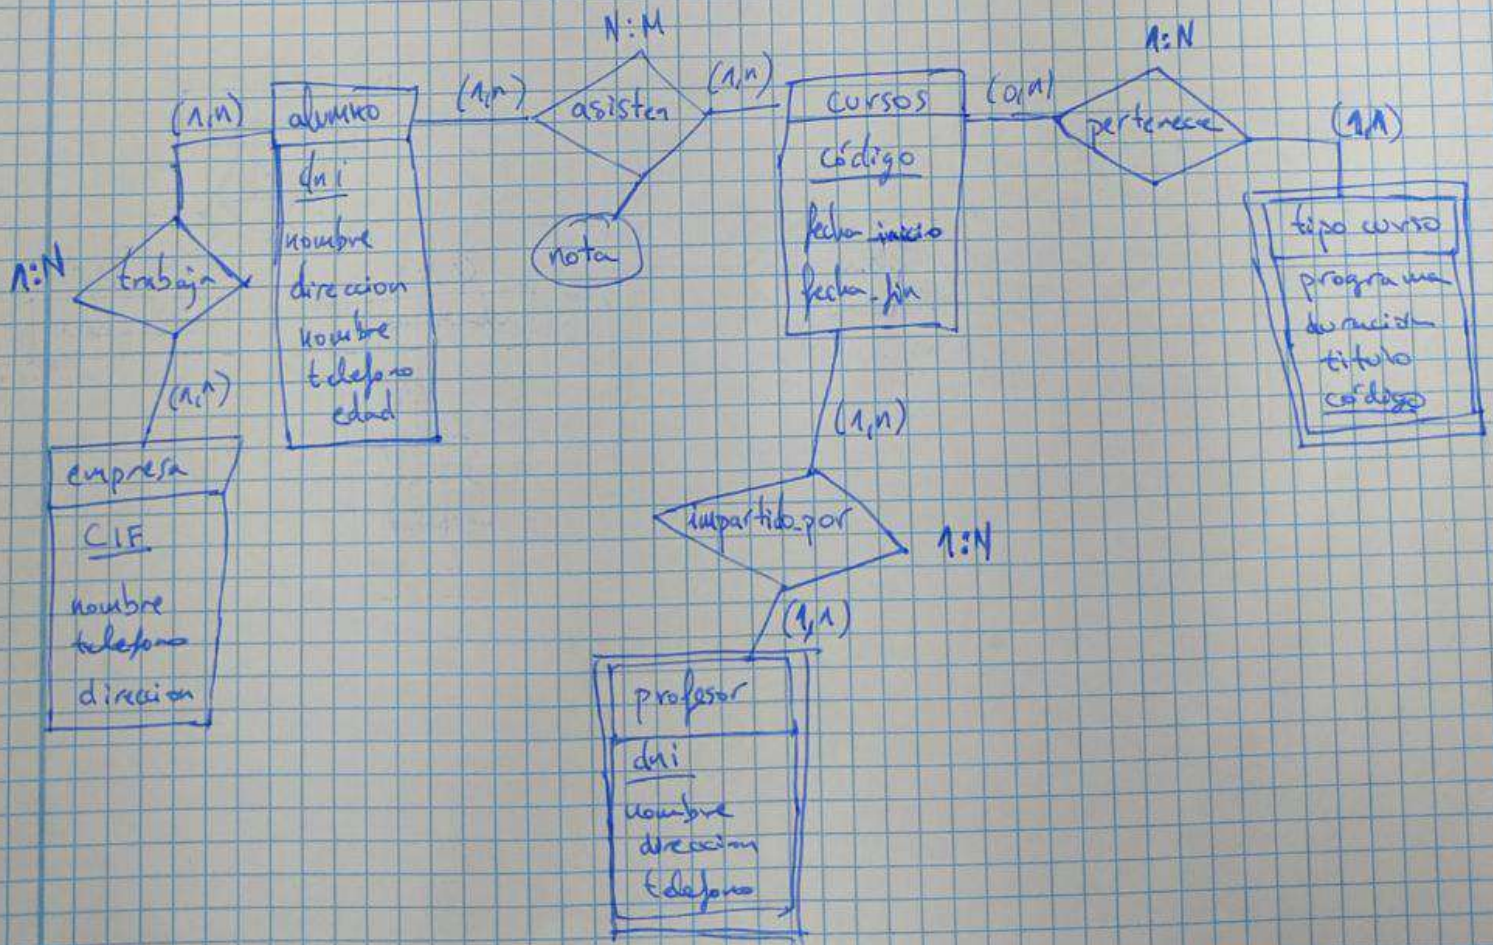 N:M
1:N
(1,n)
alumno
(1,n)
asisten
(1,n)
cursos
(0,n)
pertenece
(1,1)
dni
nombre
direccion
nombre
telefono
edad
nota
código
fecha_inicio
fecha_fin
tipo curso
programa
duración
titulo
código
1:N
trabaja
(1,1)
empresa
CIF
nombre
telefono
direccion
(1,n)
impartido_por
1:N
(1,1)
profesor
dni
nombre
direccion
telefono